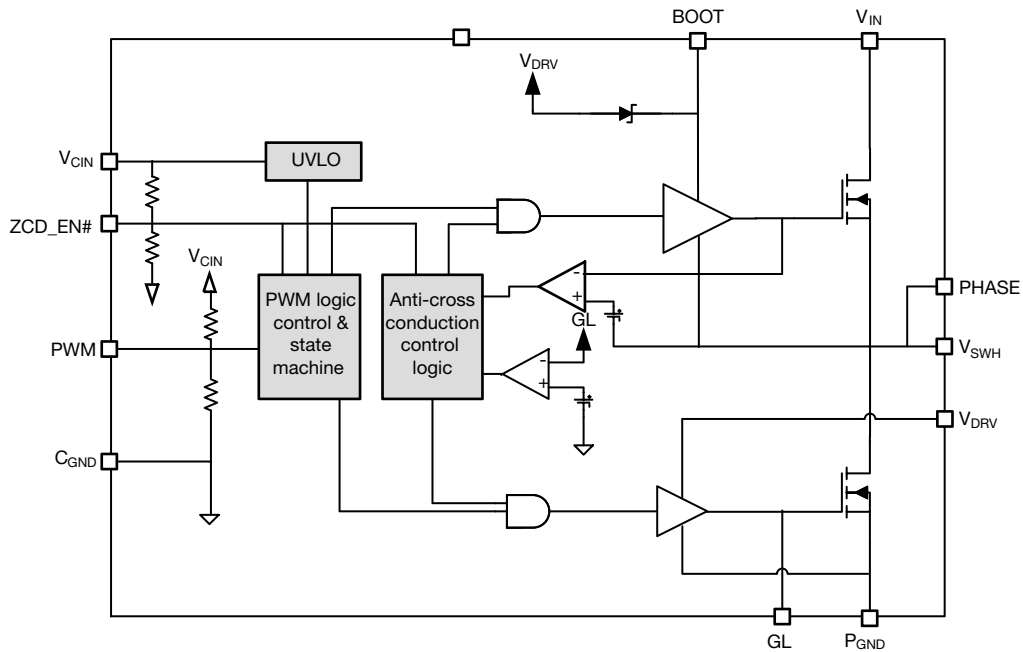 BOOT
VIN
VDRV
VCIN
UVLO
ZCD_EN#
VCIN
PWM logic
control &
state
machine
Anti-cross
conduction
control
logic
-
+
GL
-
+
PHASE
VSWH
PWM
VDRV
CGND
GL
PGND